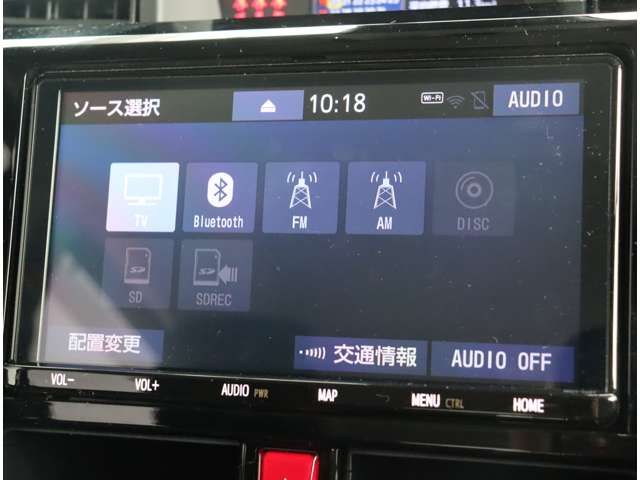 ソース選択
10:18
Wi-Fi
AUDIO
TV
Bluetooth
FM
AM
DISC
SD
SDREC
配置変更
交通情報
AUDIO OFF
VOL−
VOL+
AUDIO PWR
MAP
MENU CTRL
HOME